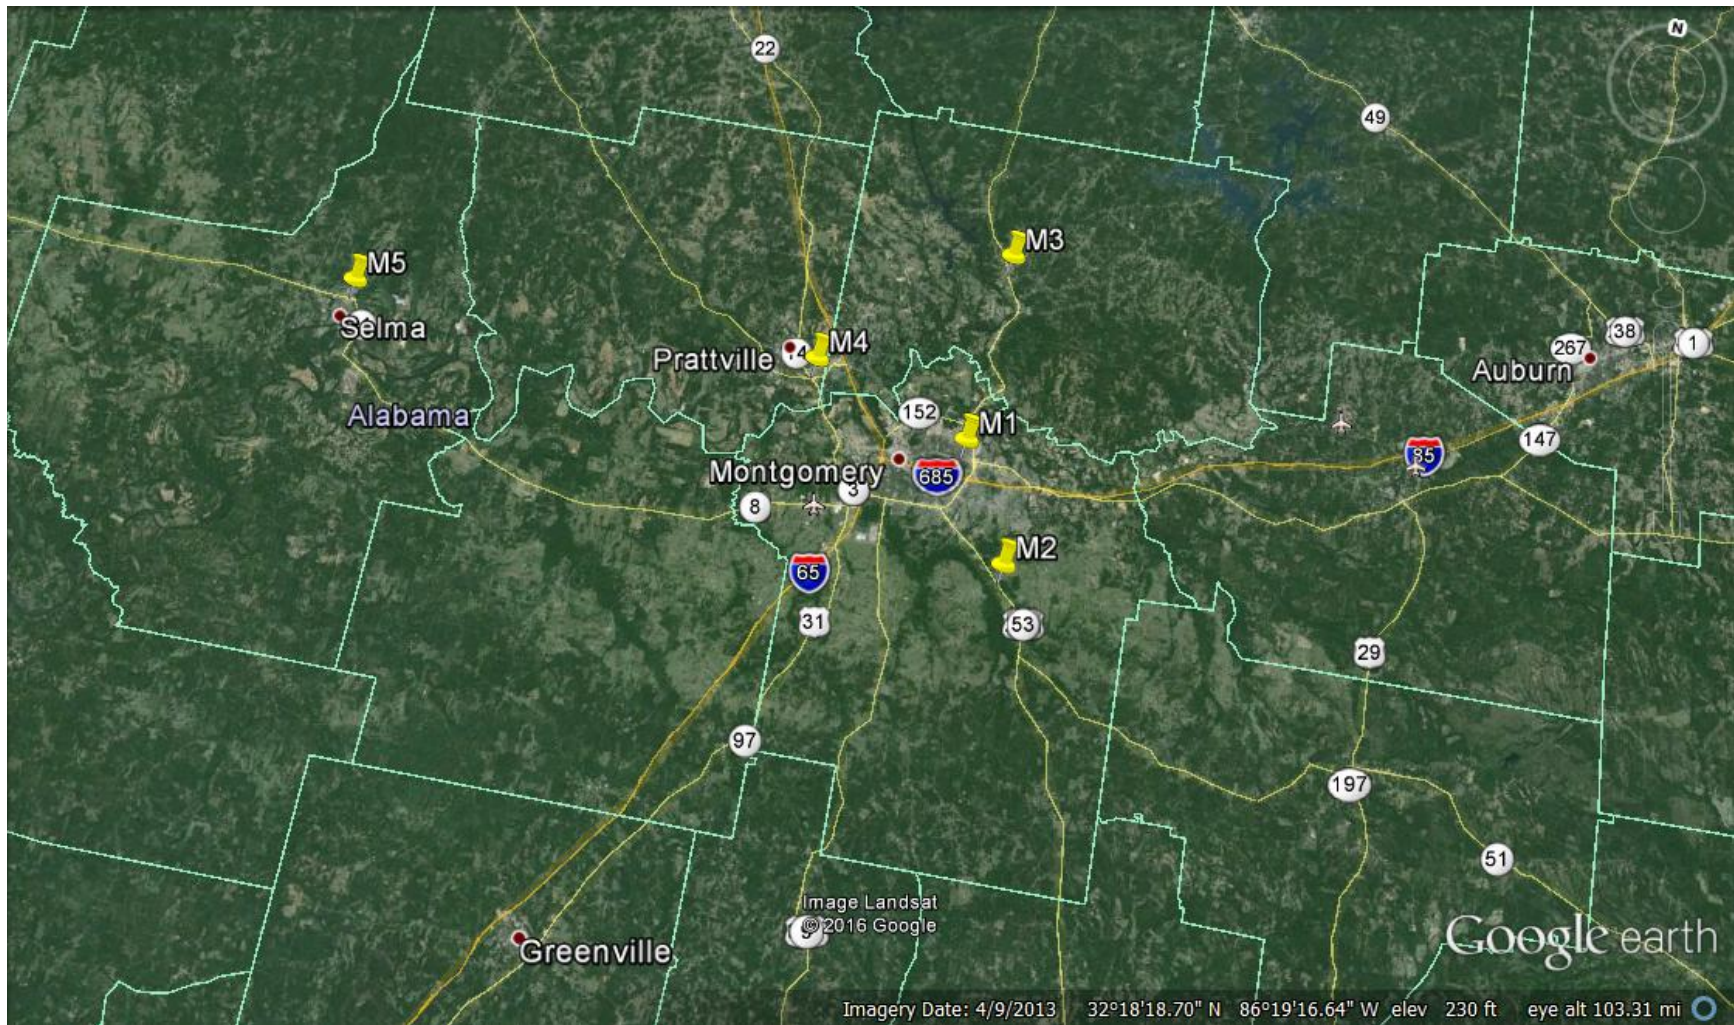 N
22
49
M3
M5
Selma
38
1
267
M4
Prattville
Auburn
Alabama
152
M1
147
85
Montgomery
685
3
8
M2
65
31
53
29
97
197
51
Image Landsat
© 2016 Google
9
Greenville
Google earth
Imagery Date: 4/9/2013 32°18'18.70" N 86°19'16.64" W elev 230 ft eye alt 103.31 mi